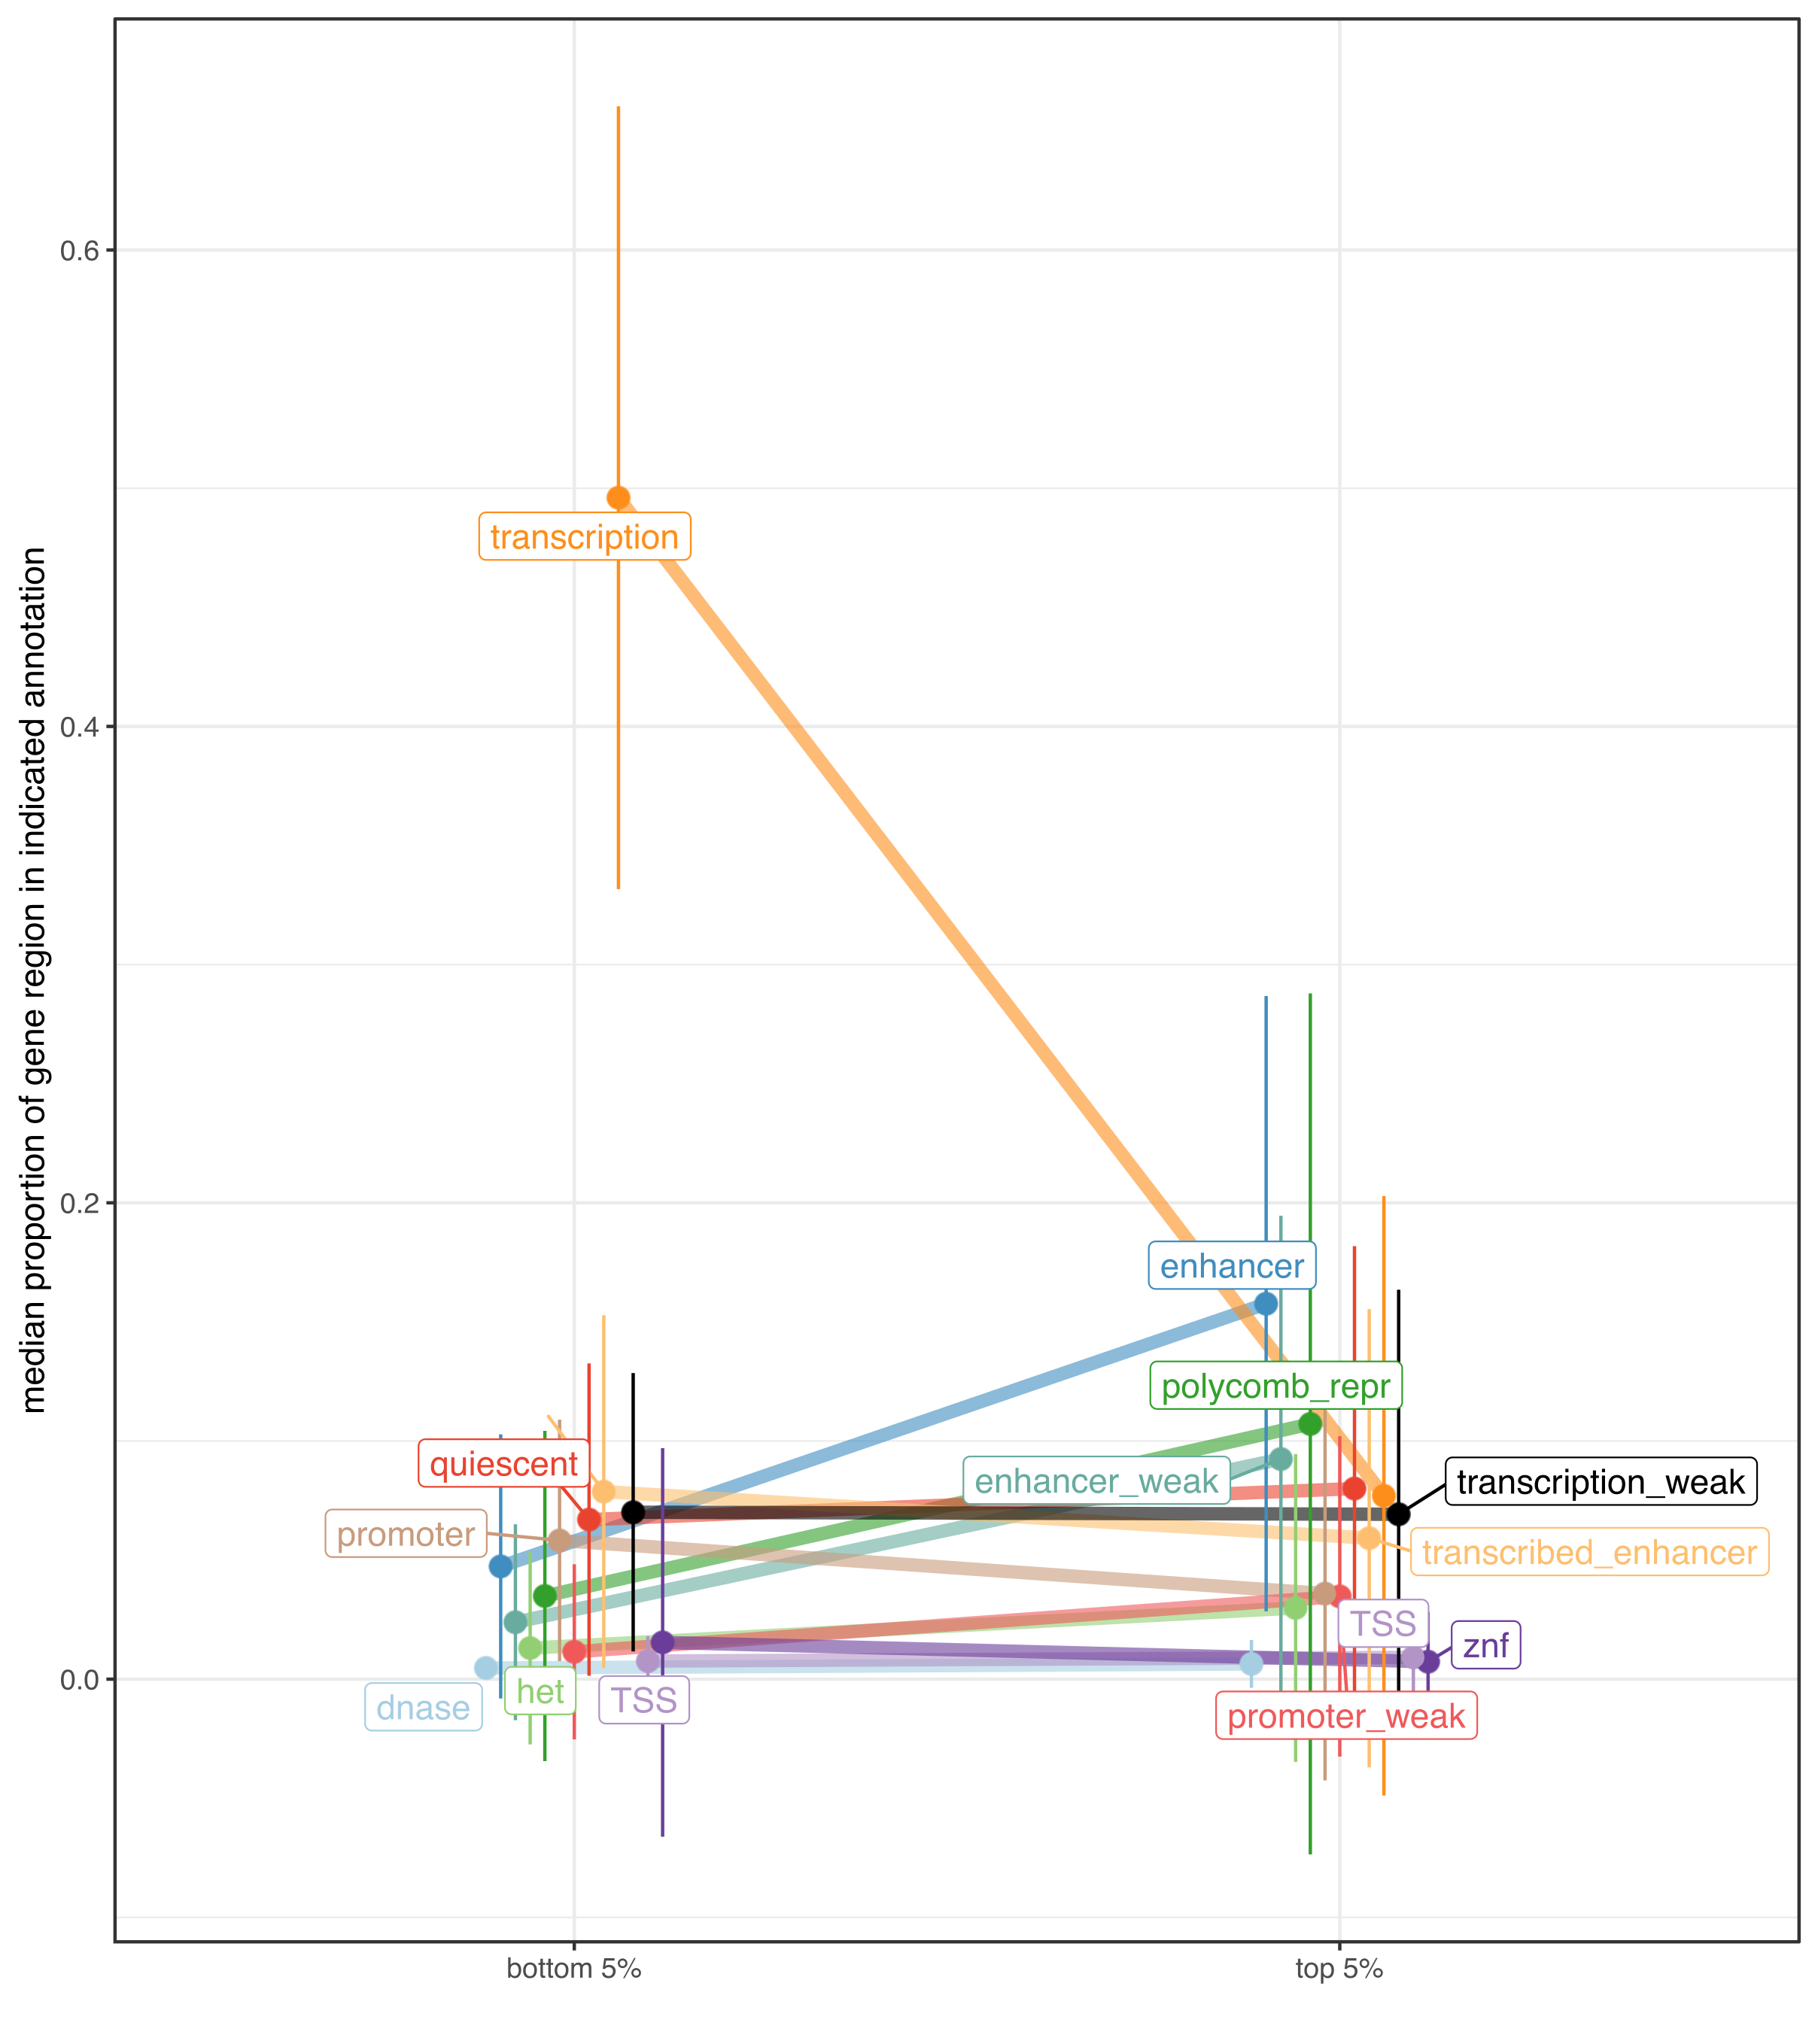 median proportion of gene region in indicated annotation
0.6
0.4
0.2
0.0
transcription
enhancer
polycomb_repr
quiescent
enhancer_weak
transcription_weak
promoter
transcribed_enhancer
TSS
znf
het
TSS
dnase
promoter_weak
bottom 5%
top 5%